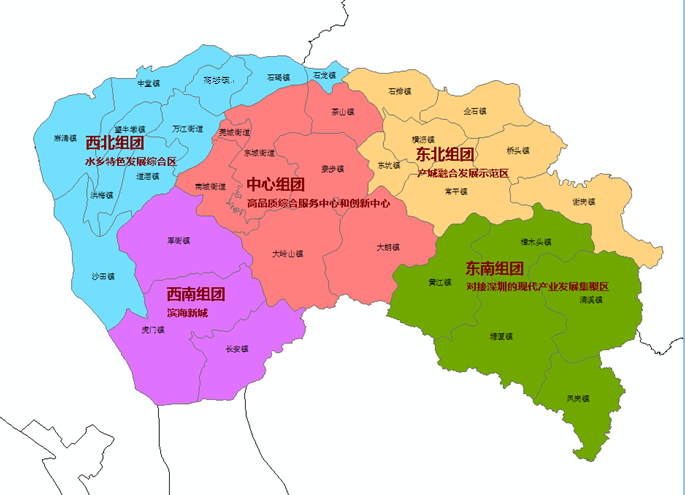 高埗镇
石碣镇
石龙镇
中堂镇
石排镇
企石镇
茶山镇
望牛墩镇
万江街道
莞城街道
麻涌镇
西北组团
水乡特色发展综合区
横沥镇
桥头镇
东城街道
东北组团
产城融合发展示范区
寮步镇
东坑镇
道滘镇
中心组团
高品质综合服务中心和创新中心
南城街道
常平镇
洪梅镇
谢岗镇
厚街镇
大朗镇
樟木头镇
大岭山镇
东南组团
对接深圳的现代产业发展集聚区
沙田镇
黄江镇
西南组团
滨海新城
清溪镇
虎门镇
塘厦镇
长安镇
凤岗镇